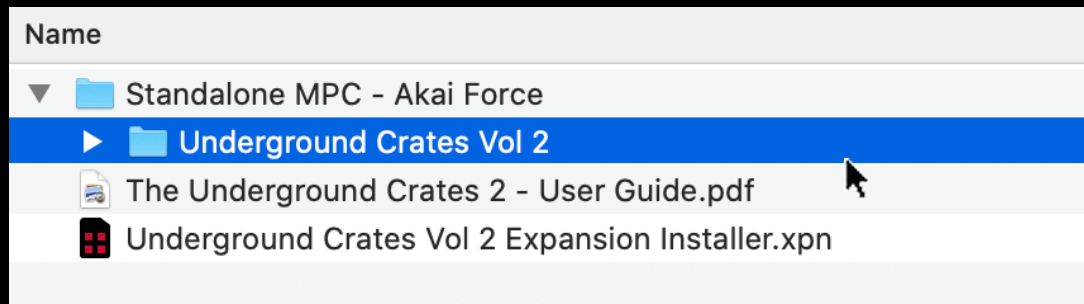 Name
Standalone MPC - Akai Force
Underground Crates Vol 2
The Underground Crates 2 - User Guide.pdf
Underground Crates Vol 2 Expansion Installer.xpn